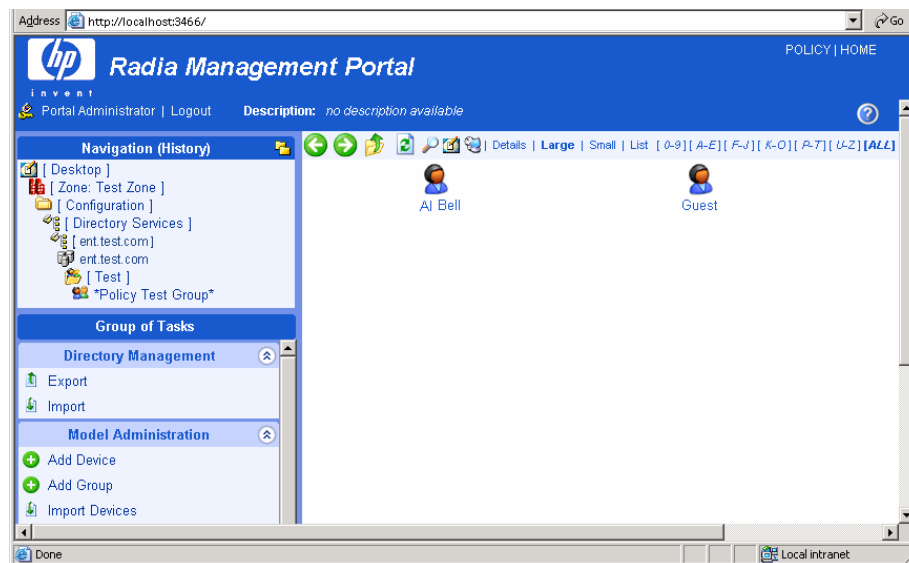 Address http://localhost:3466/ Go
hp
invent
Radia Management Portal
POLICY | HOME
Portal Administrator | Logout Description: no description available ?
Navigation (History)
[ Desktop ]
[ Zone: Test Zone ]
[ Configuration ]
[ Directory Services ]
[ ent.test.com]
ent.test.com
[ Test ]
*Policy Test Group*
| Details | Large | Small | List [ 0-9 ] [ A-E ] [ F-J ] [ K-O ] [ P-T ] [ U-Z ] [ALL]
Al Bell
Guest
Group of Tasks
Directory Management
Export
Import
Model Administration
Add Device
Add Group
Import Devices
Done
Local intranet